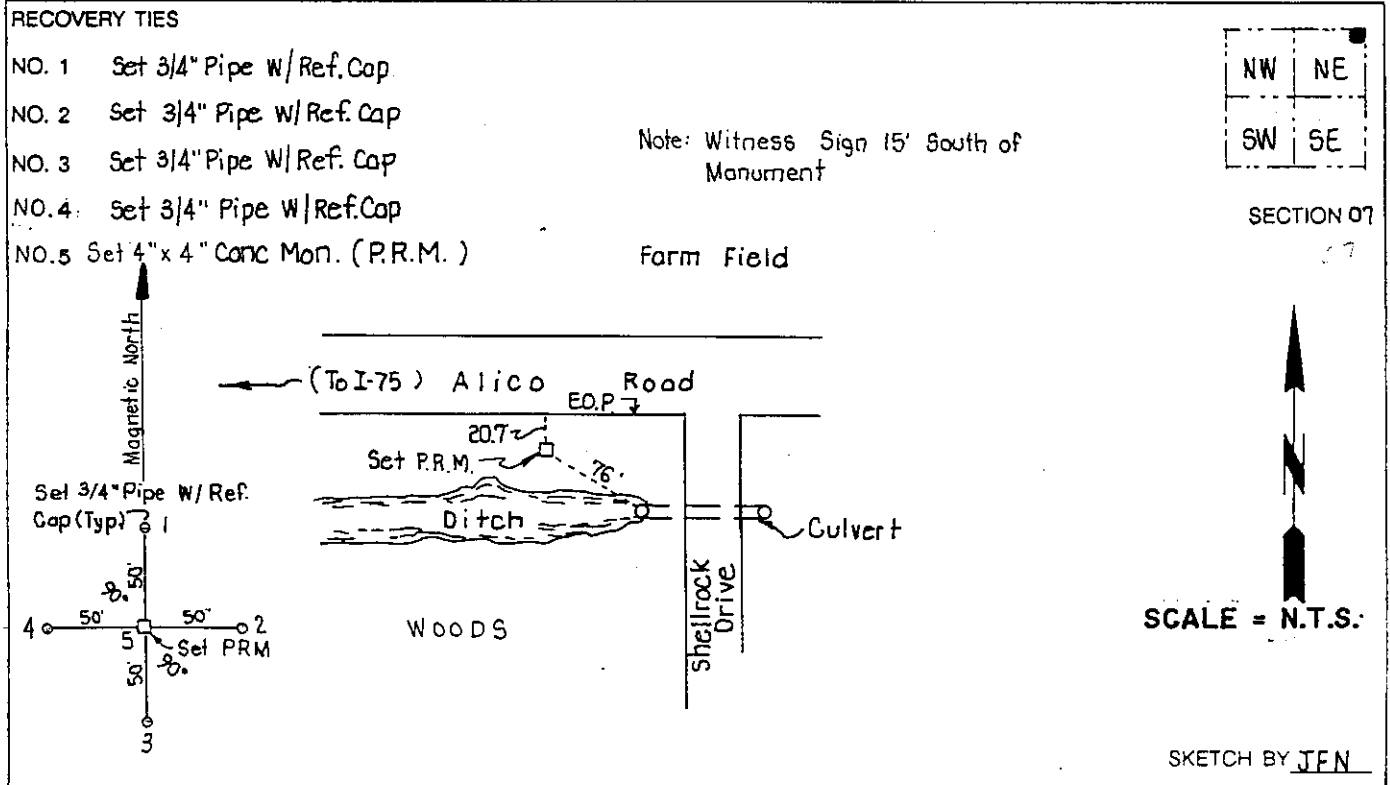 RECOVERY TIES
NO. 1 Set 3/4" Pipe W/Ref. Cap
NO. 2 Set 3/4" Pipe W/Ref. Cap
NO. 3 Set 3/4" Pipe W/Ref. Cap
NO. 4 Set 3/4" Pipe W/Ref. Cap
NO. 5 Set 4" x 4" Conc Mon. (P.R.M.)
Note: Witness Sign 15' South of
Monument
NW NE
SW SE
SECTION 07
Farm Field
Magnetic North
(To I-75) Alico Road
E.O.P.
20.7
Set P.R.M.
76'
Ditch
Culvert
Shellrock
Drive
WOODS
Set 3/4" Pipe W/ Ref.
Cap (Typ)
1
50'
90°
4
50'
50'
2
5
Set PRM
50'
90°
3
N
SCALE = N.T.S.
SKETCH BY JFN